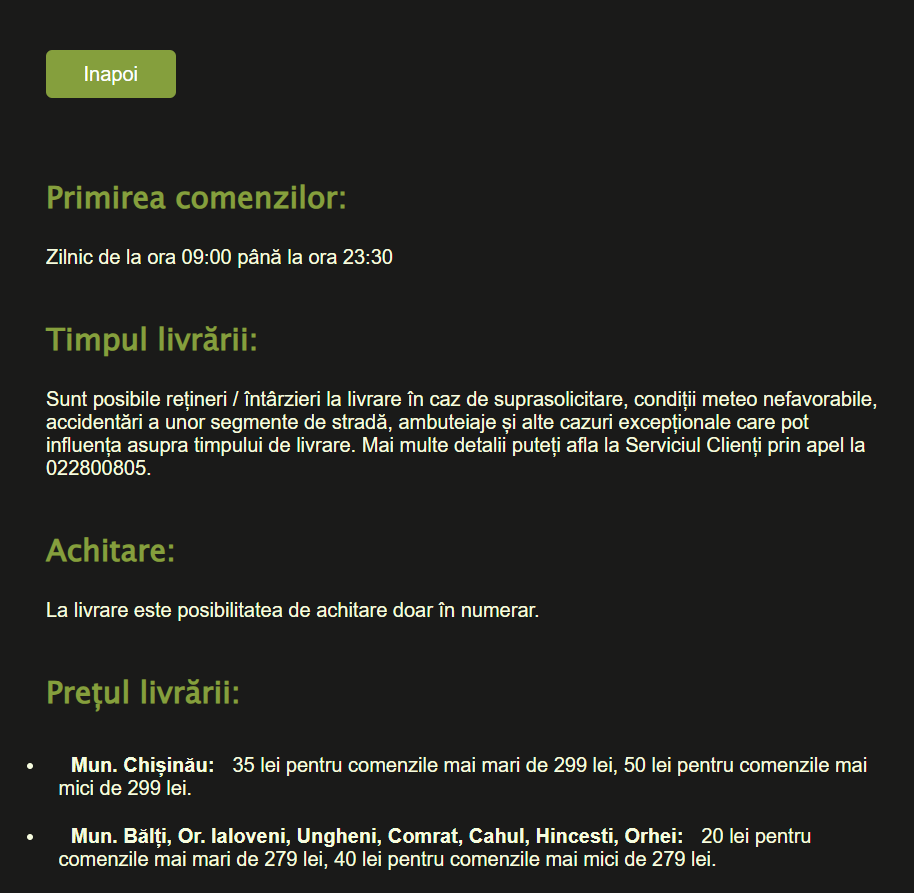 Inapoi
Primirea comenzilor:
Zilnic de la ora 09:00 până la ora 23:30
Timpul livrării:
Sunt posibile rețineri / întârzieri la livrare în caz de suprasolicitare, condiții meteo nefavorabile,
accidentări a unor segmente de stradă, ambuteiaje și alte cazuri excepționale care pot
influența asupra timpului de livrare. Mai multe detalii puteți afla la Serviciul Clienți prin apel la
022800805.
Achitare:
La livrare este posibilitatea de achitare doar în numerar.
Prețul livrării:
• Mun. Chișinău: 35 lei pentru comenzile mai mari de 299 lei, 50 lei pentru comenzile mai
mici de 299 lei.
• Mun. Bălți, Or. Ialoveni, Ungheni, Comrat, Cahul, Hincesti, Orhei: 20 lei pentru
comenzile mai mari de 279 lei, 40 lei pentru comenzile mai mici de 279 lei.